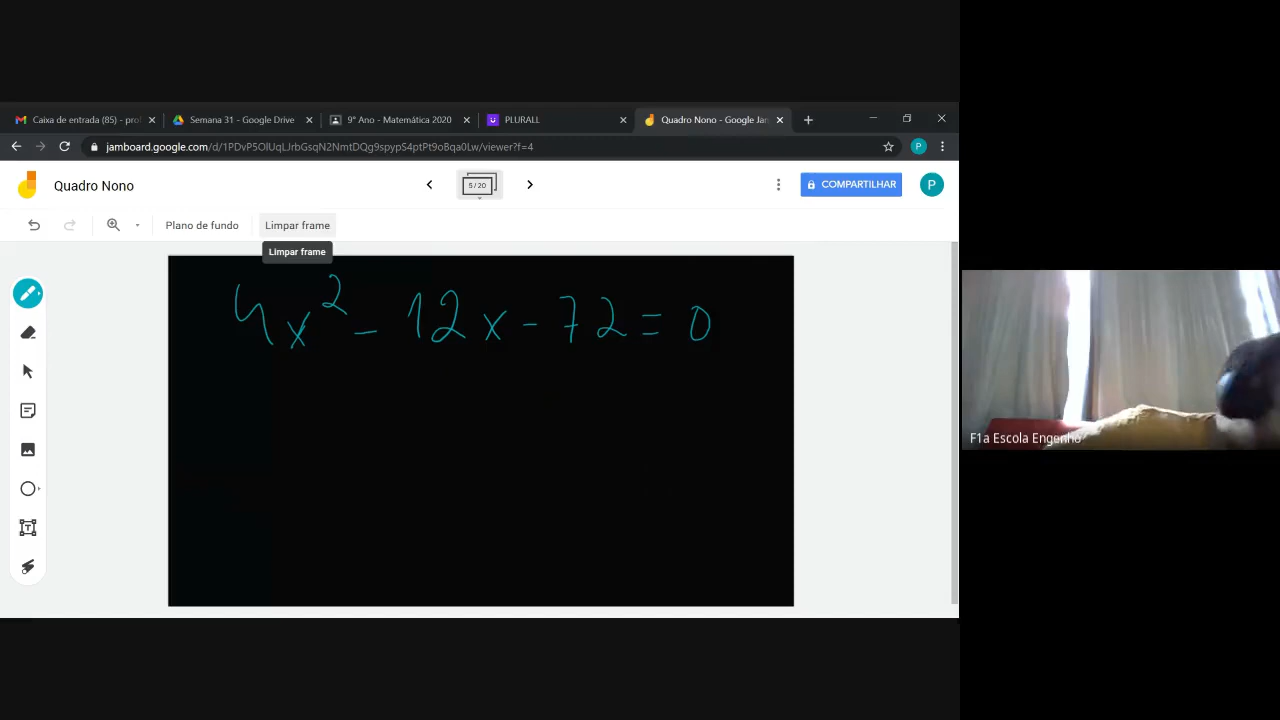 Caixa de entrada (85) - pro
Semana 31 - Google Drive
9º Ano - Matemática 2020
PLURALL
Quadro Nono - Google Jam
jamboard.google.com/d/1PDvP5OlUqLJrbGsqN2NmtDQg9spypS4ptPt9oBqa0Lw/viewer?f=4
P
Quadro Nono
5 / 20
COMPARTILHAR
P
Plano de fundo
Limpar frame
Limpar frame
4x² - 12x - 72 = 0
F1a Escola Engenho